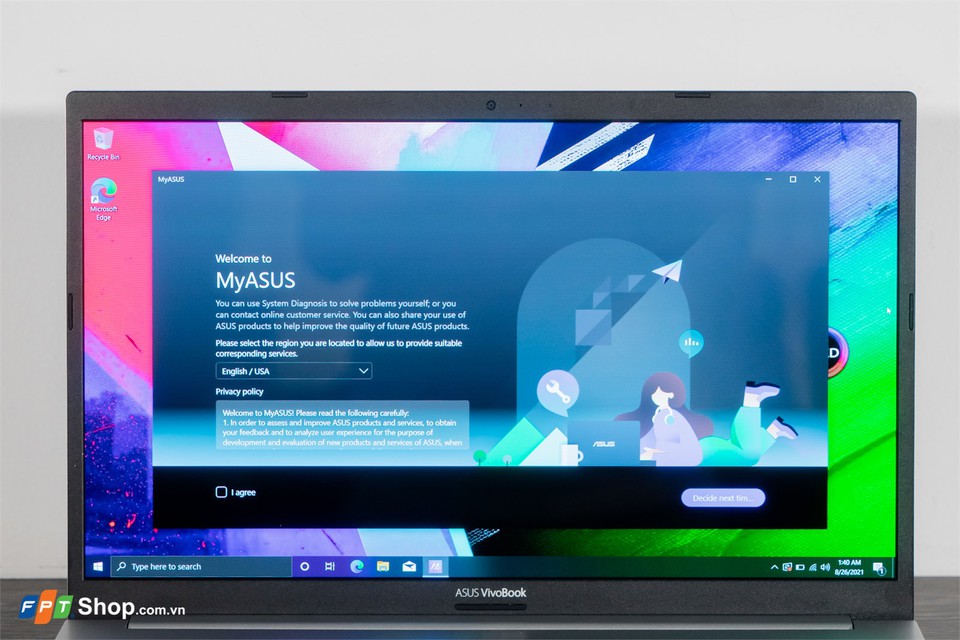 Recycle Bin
Microsoft
Edge
MyASUS
Welcome to
MyASUS
You can use System Diagnosis to solve problems yourself; or you
can contact online customer service. You can also share your use of
ASUS products to help improve the quality of future ASUS products.
Please select the region you are located to allow us to provide suitable
corresponding services.
English / USA
Privacy policy
Welcome to MyASUS! Please read the following carefully:
1. In order to assess and improve ASUS products and services, to obtain
your feedback and to analyze user experience for the purpose of
development and evaluation of new products and services of ASUS, when
ASUS
I agree
Decide next tim...
Type here to search
1:40 AM
8/26/2021
1
ASUS VivoBook
FPT Shop.com.vn